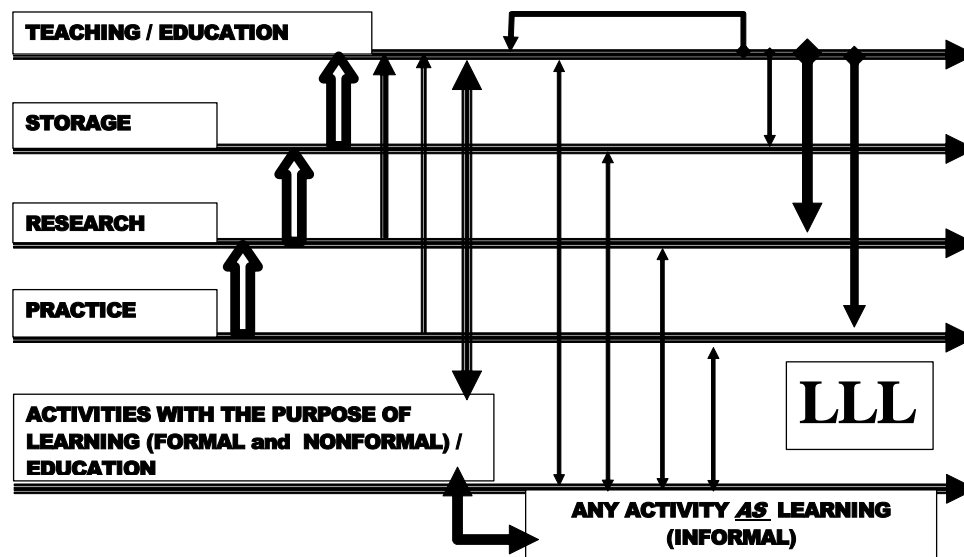 TEACHING / EDUCATION
STORAGE
RESEARCH
PRACTICE
LLL
ACTIVITIES WITH THE PURPOSE OF
LEARNING (FORMAL and NONFORMAL) /
EDUCATION
ANY ACTIVITY AS LEARNING
(INFORMAL)